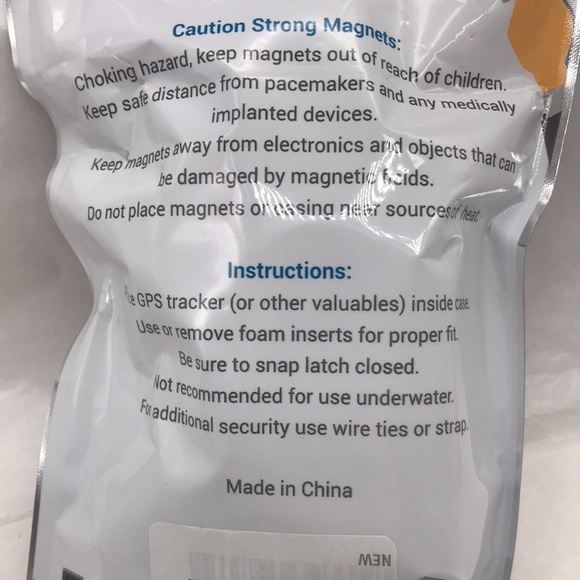 Caution Strong Magnets:
Choking hazard, keep magnets out of reach of children.
Keep safe distance from pacemakers and any medically
implanted devices.
Keep magnets away from electronics and objects that can
be damaged by magnetic
Do not place magnets or casing near sources of heat.
Instructions:
GPS tracker (or other valuables) inside case.
Use or remove foam inserts for proper fit.
Be sure to snap latch closed.
Not recommended for use underwater.
For additional security use wire ties or strap.
Made in China
NEW